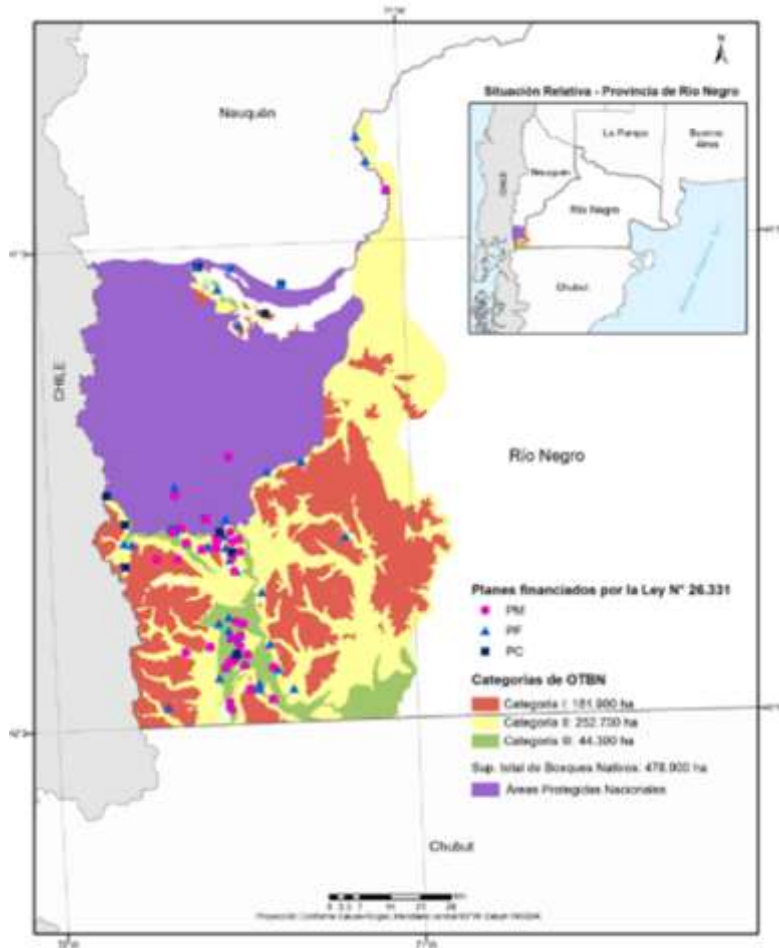 71°W
N
Situación Relativa - Provincia de Río Negro
La Pampa
Buenos
Aires
Neuquén
CHILE
Río Negro
Chubut
Neuquén
CHILE
Río Negro
Planes financiados por la Ley N° 26.331
PM
PF
PC
Categorías de OTBN
Categoría I: 181.900 ha
Categoría II: 252.700 ha
Categoría III: 44.300 ha
Sup. total de Bosques Nativos: 478.900 ha
Áreas Protegidas Nacionales
Chubut
71°W